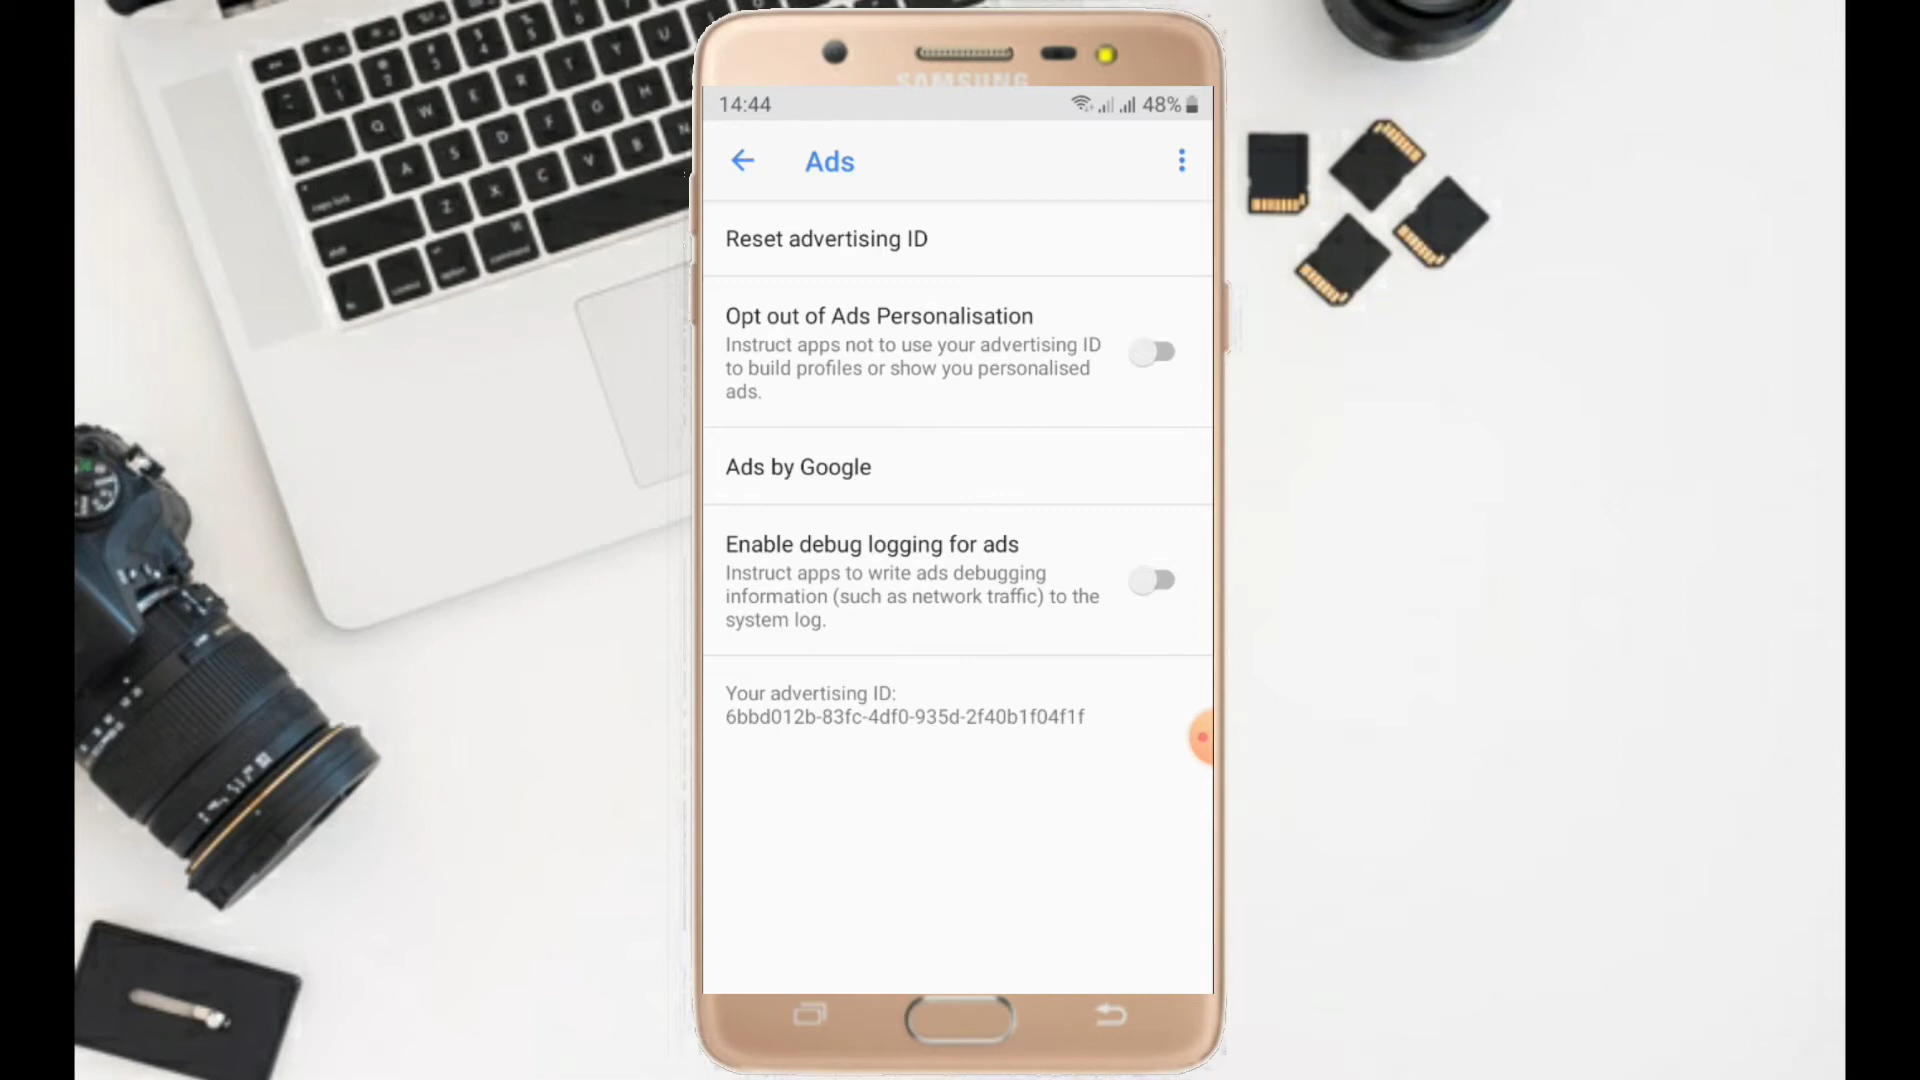 SAMSUNG
14:44 48%
Ads
Reset advertising ID
Opt out of Ads Personalisation
Instruct apps not to use your advertising ID
to build profiles or show you personalised
ads.
Ads by Google
Enable debug logging for ads
Instruct apps to write ads debugging
information (such as network traffic) to the
system log.
Your advertising ID:
6bbd012b-83fc-4df0-935d-2f40b1f04f1f